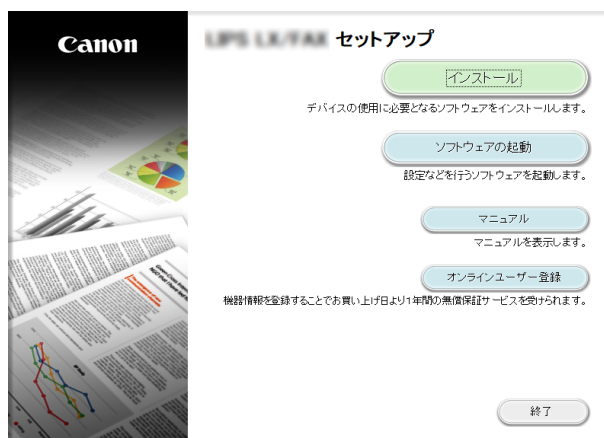 Canon
セットアップ
インストール
デバイスの使用に必要となるソフトウェアをインストールします。
ソフトウェアの起動
設定などを行うソフトウェアを起動します。
マニュアル
マニュアルを表示します。
オンラインユーザー登録
機器情報を登録することでお買い上げ日より1年間の無償保証サービスを受けられます。
終了